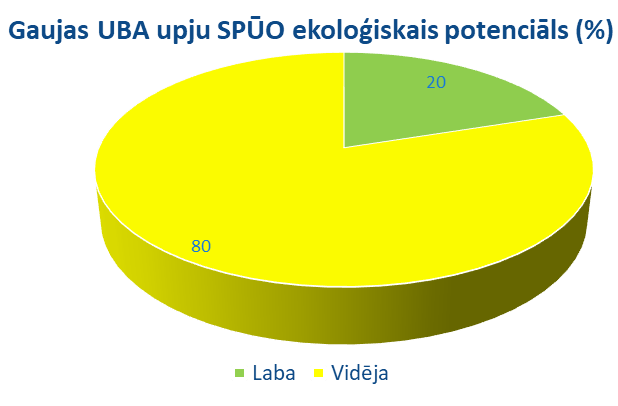 Gaujas UBA upju SPŪO ekoloģiskais potenciāls (%)
20
80
Laba Vidēja